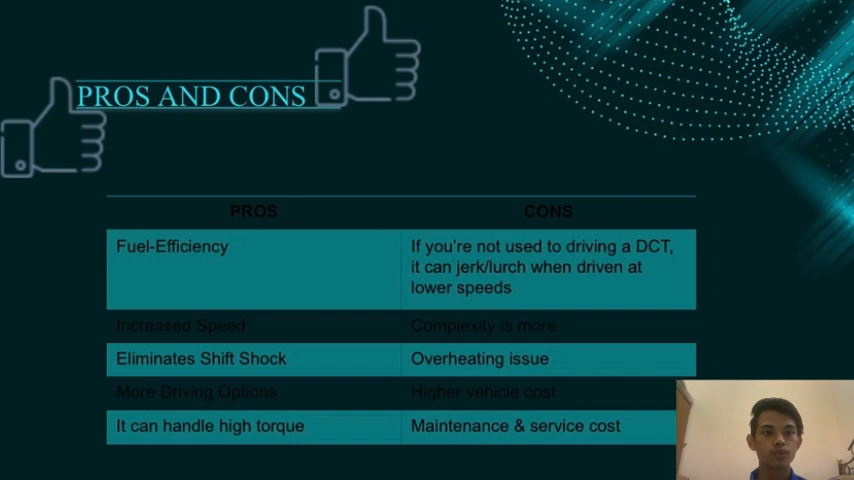 PROS AND CONS
PROS CONS
Fuel-Efficiency
If you're not used to driving a DCT,
it can jerk/lurch when driven at
lower speeds
Increased Speed
Complexity is more
Eliminates Shift Shock
Overheating issue
More Driving Options
Higher vehicle cost
It can handle high torque
Maintenance & service cost